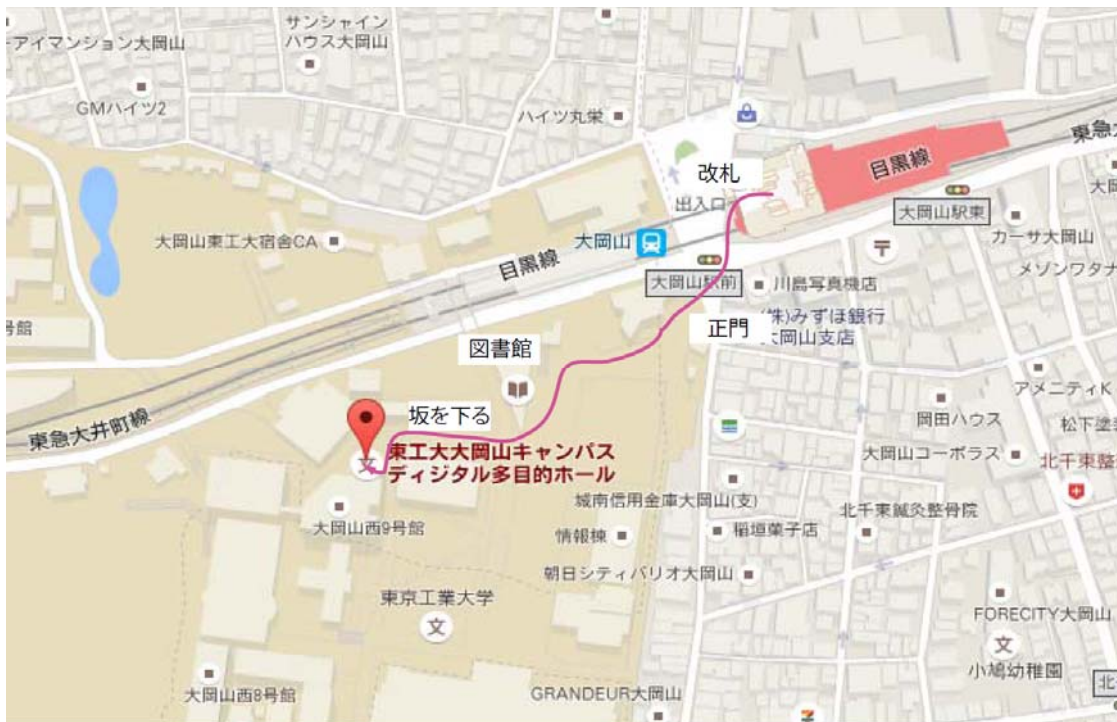 サンシャイン
ハウス大岡山
ーアイマンション大岡山
GMハイツ2
ハイツ丸栄
改札
目黒線
東急大
出入口
大岡山駅東
大岡
カーサ大岡山
大岡山東工大宿舎CA
大岡山
目黒線
大岡山駅前
川島写真機店
メゾンワタナ
号館
図書館
正門
(株)みずほ銀行
大岡山支店
アメニティK
東急大井町線
坂を下る
岡田ハウス
松下塗
東工大大岡山キャンパス
ディジタル多目的ホール
大岡山コーポラス
北千束整
城南信用金庫大岡山(支)
大岡山西9号館
情報棟
稲垣菓子店
北千束鍼灸整骨院
朝日シティパリオ大岡山
東京工業大学
文
FORECITY大岡山
文
小鳩幼稚園
大岡山西8号館
GRANDEUR大岡山
北